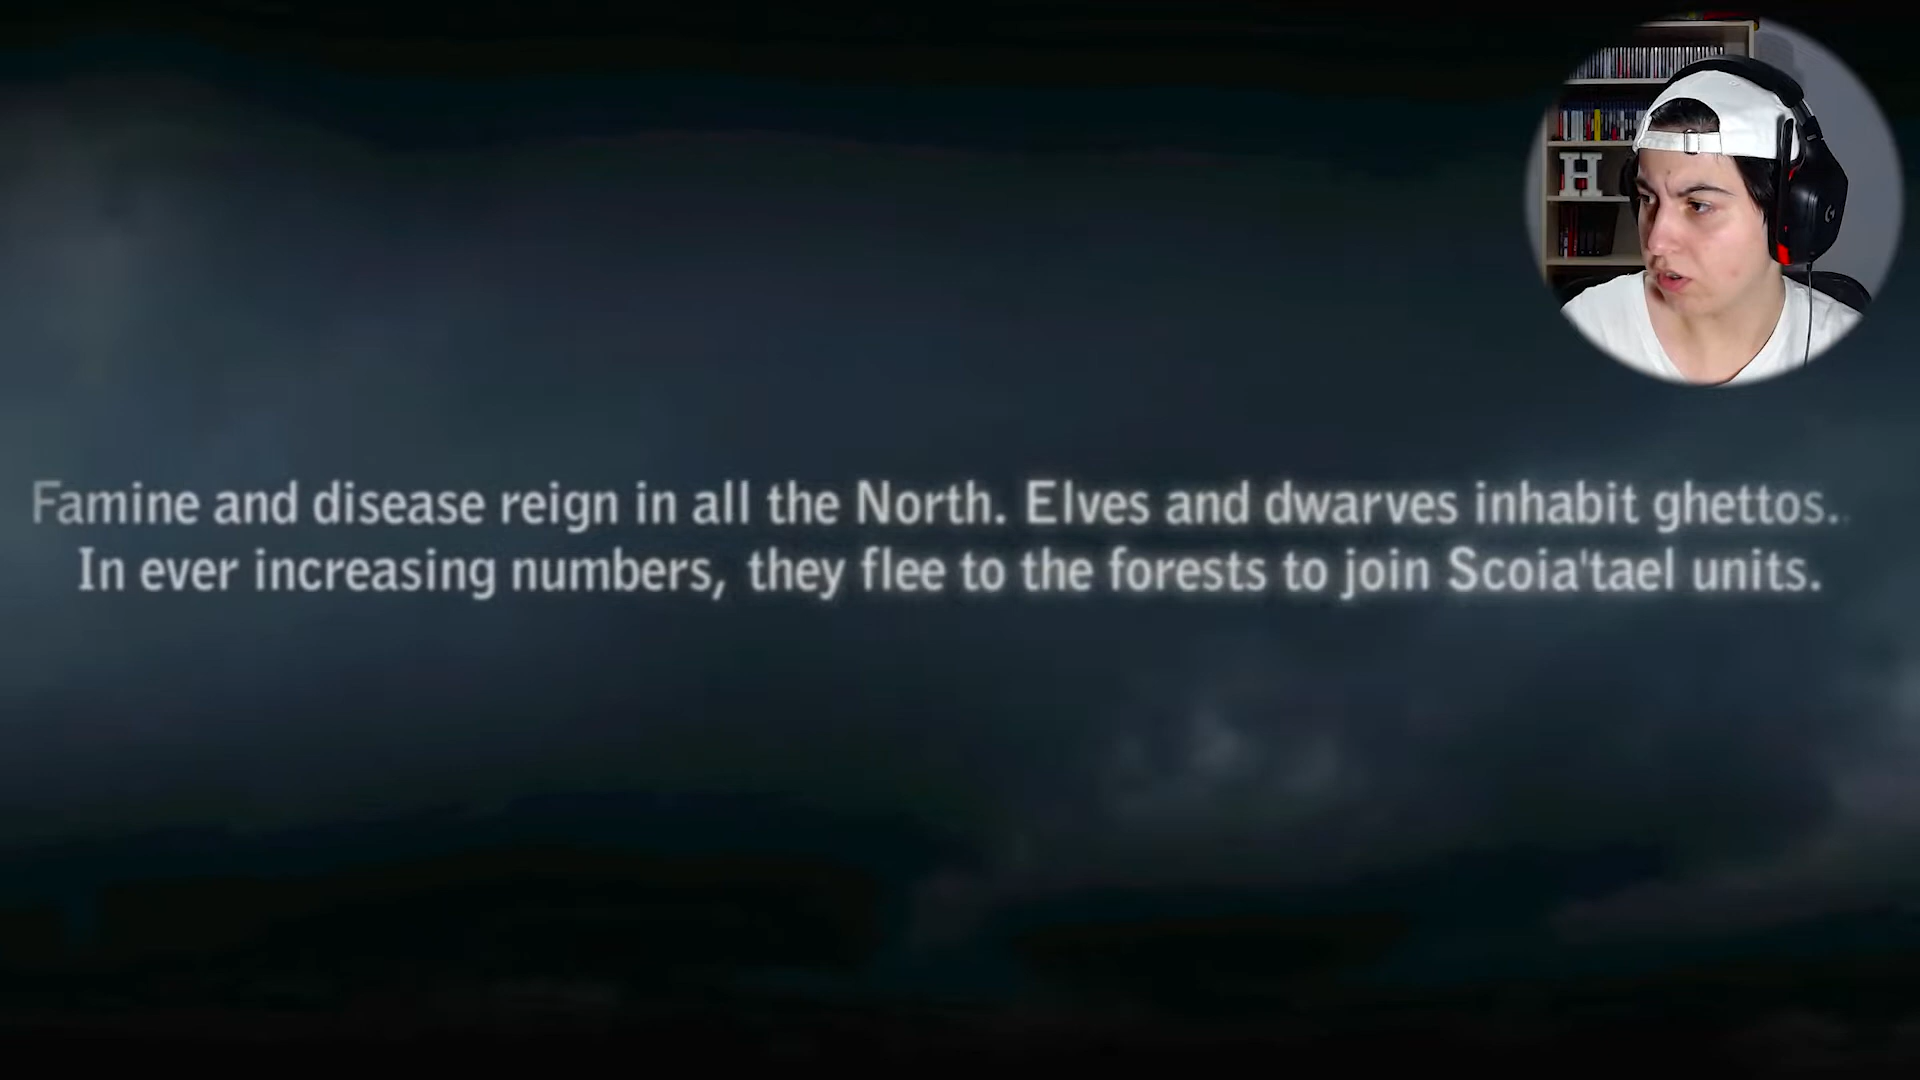 H
Famine and disease reign in all the North. Elves and dwarves inhabit ghettos..
In ever increasing numbers, they flee to the forests to join Scoia'tael units.